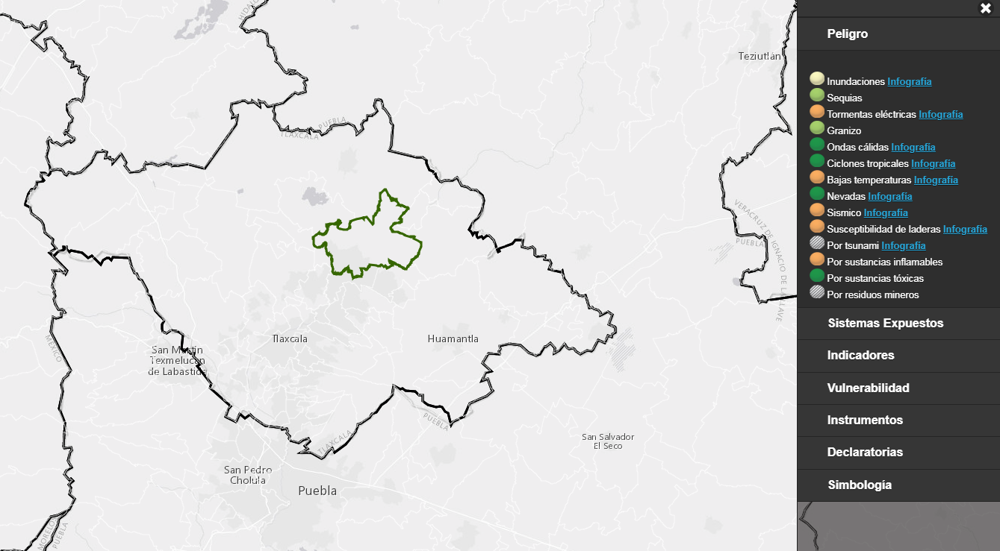 HIDALGO
Teziutlán
PUEBLA
TLAXCALA
VERACRUZ DE IGNACIO DE LA LLAVE
PUEBLA
MÉXICO
Tlaxcala
Huamantla
San Martín
Texmelucan
de Labastida
PUEBLA
TLAXCALA
San Salvador
El Seco
San Pedro
Cholula
Puebla
MORELOS
PUEBLA
Peligro
Inundaciones Infografía
Sequias
Tormentas eléctricas Infografía
Granizo
Ondas cálidas Infografía
Ciclones tropicales Infografía
Bajas temperaturas Infografía
Nevadas Infografía
Sismico Infografía
Susceptibilidad de laderas Infografía
Por tsunami Infografía
Por sustancias inflamables
Por sustancias tóxicas
Por residuos mineros
Sistemas Expuestos
Indicadores
Vulnerabilidad
Instrumentos
Declaratorias
Simbología